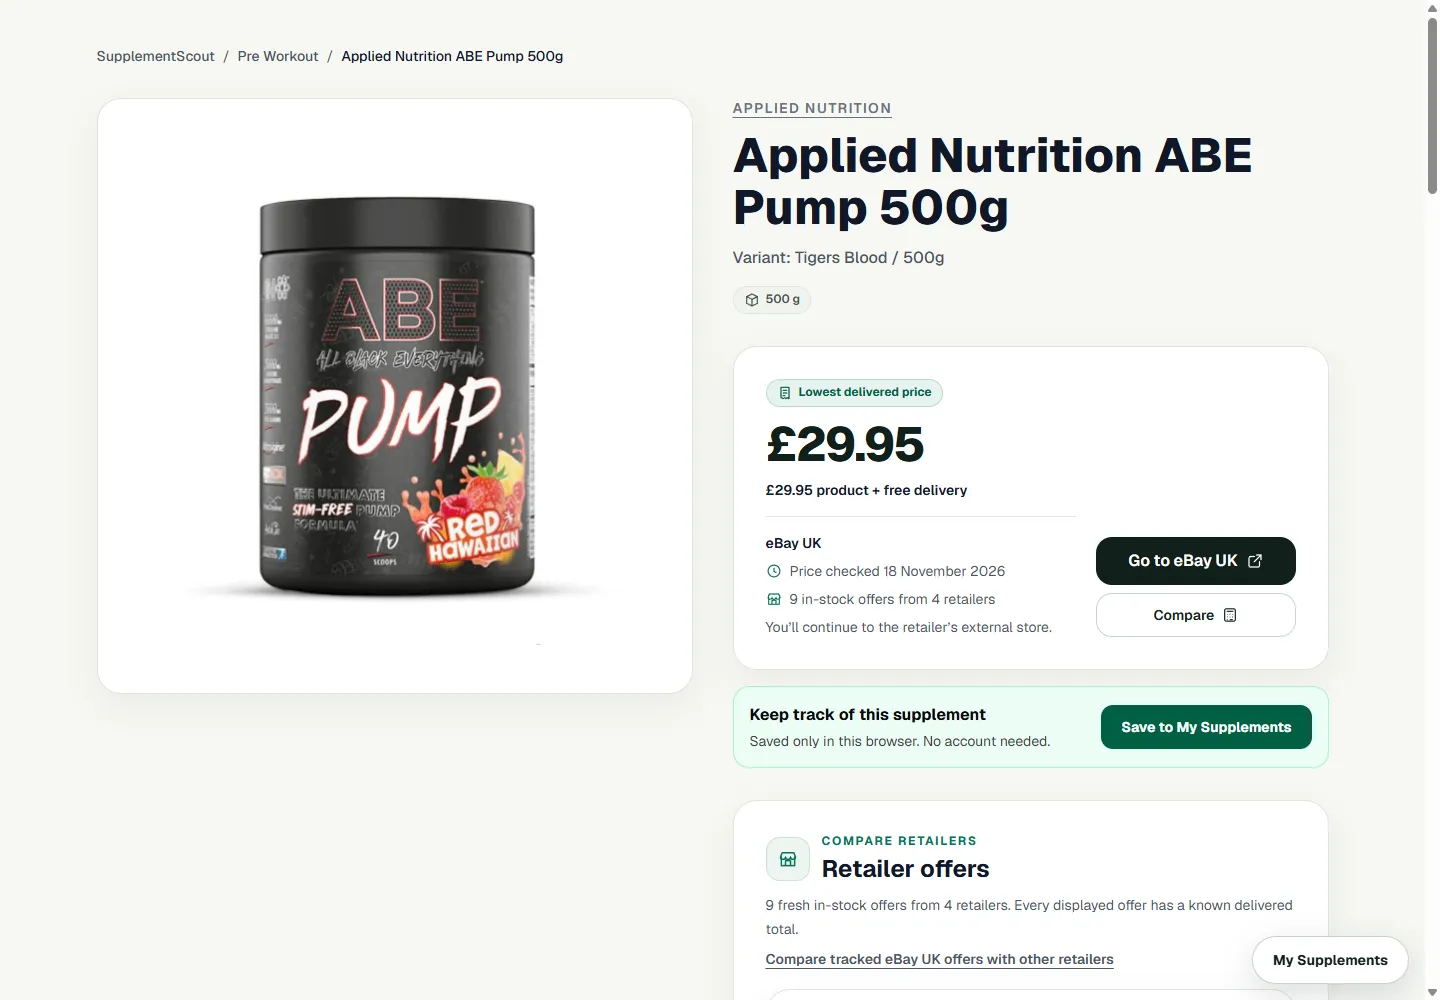 SupplementScout / Pre Workout / Applied Nutrition ABE Pump 500g
ABE
ALL BLACK EVERYTHING
PUMP
THE ULTIMATE
STIM-FREE PUMP
FORMULA
40
SCOOPS
RED
HAWAIIAN
APPLIED NUTRITION
Applied Nutrition ABE
Pump 500g
Variant: Tigers Blood / 500g
500 g
Lowest delivered price
£29.95
£29.95 product + free delivery
eBay UK
Price checked 18 November 2026
9 in-stock offers from 4 retailers
You’ll continue to the retailer’s external store.
Go to eBay UK
Compare
Keep track of this supplement
Saved only in this browser. No account needed.
Save to My Supplements
COMPARE RETAILERS
Retailer offers
9 fresh in-stock offers from 4 retailers. Every displayed offer has a known delivered
total.
Compare tracked eBay UK offers with other retailers
My Supplements